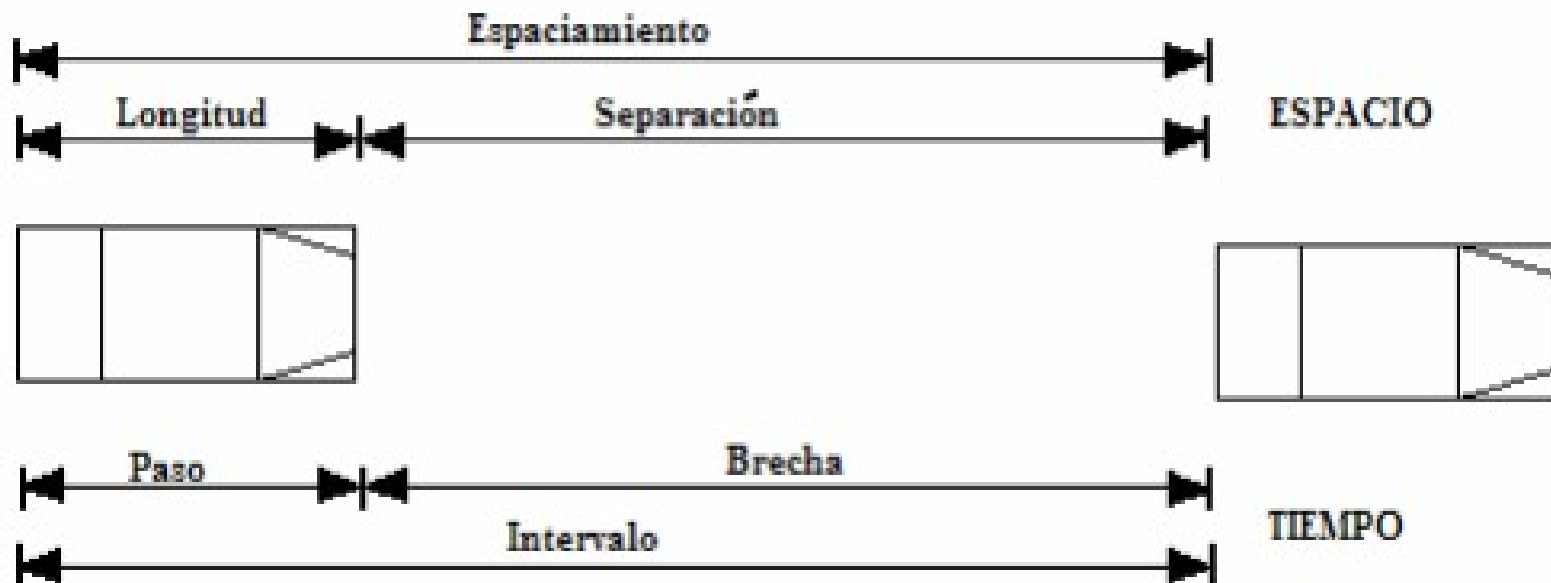 Espaciamiento
Longitud Separación ESPACIO
Paso Brecha
Intervalo TIEMPO